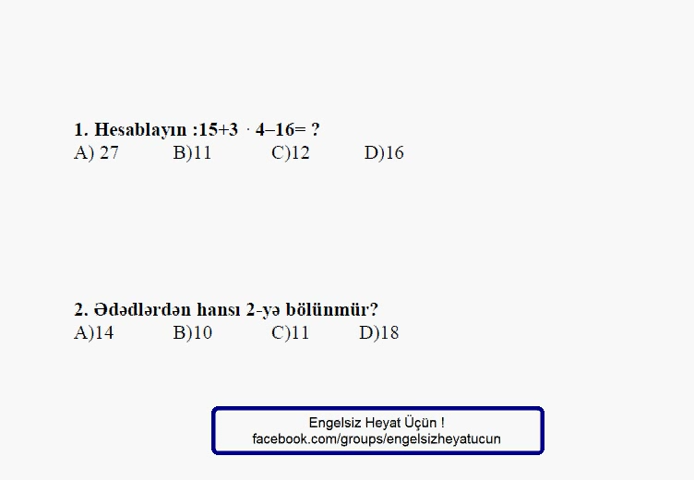 1. Hesablayın :15+3 · 4–16= ?
A) 27 B)11 C)12 D)16
2. Ədədlərdən hansı 2-yə bölünmür?
A)14 B)10 C)11 D)18
Engelsiz Heyat Üçün !
facebook.com/groups/engelsizheyatucun